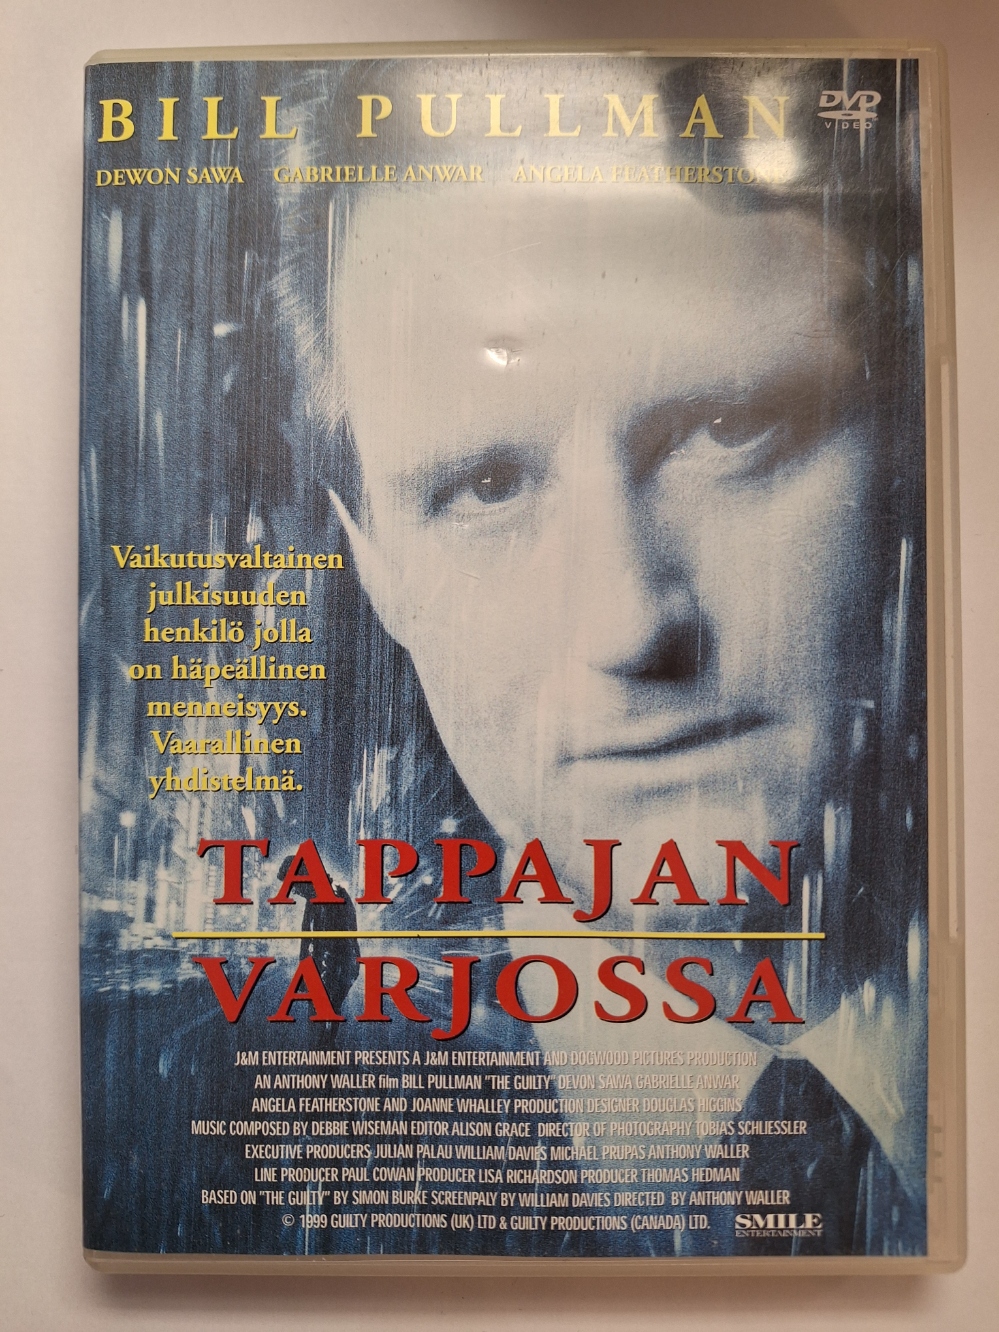 BILL PULLMAN
DVD
VIDEO
DEWON SAWA GABRIELLE ANWAR ANGELA FEATHERSTONE
Vaikutusvaltainen
julkisuuden
henkilö jolla
on häpeällinen
menneisyys.
Vaarallinen
yhdistelmä.
TAPPAJAN
VARJOSSA
J&M ENTERTAINMENT PRESENTS A J&M ENTERTAINMENT AND DOGWOOD PICTURES PRODUCTION
AN ANTHONY WALLER film BILL PULLMAN "THE GUILTY" DEVON SAWA GABRIELLE ANWAR
ANGELA FEATHERSTONE AND JOANNE WHALLEY PRODUCTION DESIGNER DOUGLAS HIGGINS
MUSIC COMPOSED BY DEBBIE WISEMAN EDITOR ALISON GRACE DIRECTOR OF PHOTOGRAPHY TOBIAS SCHLIESSLER
EXECUTIVE PRODUCERS JULIAN PALAU WILLIAM DAVIES MICHAEL PRUPAS ANTHONY WALLER
LINE PRODUCER PAUL COWAN PRODUCER LISA RICHARDSON PRODUCER THOMAS HEDMAN
BASED ON "THE GUILTY" BY SIMON BURKE SCREENPALY BY WILLIAM DAVIES DIRECTED BY ANTHONY WALLER
© 1999 GUILTY PRODUCTIONS (UK) LTD & GUILTY PRODUCTIONS (CANADA) LTD.
SMILE
ENTERTAINMENT